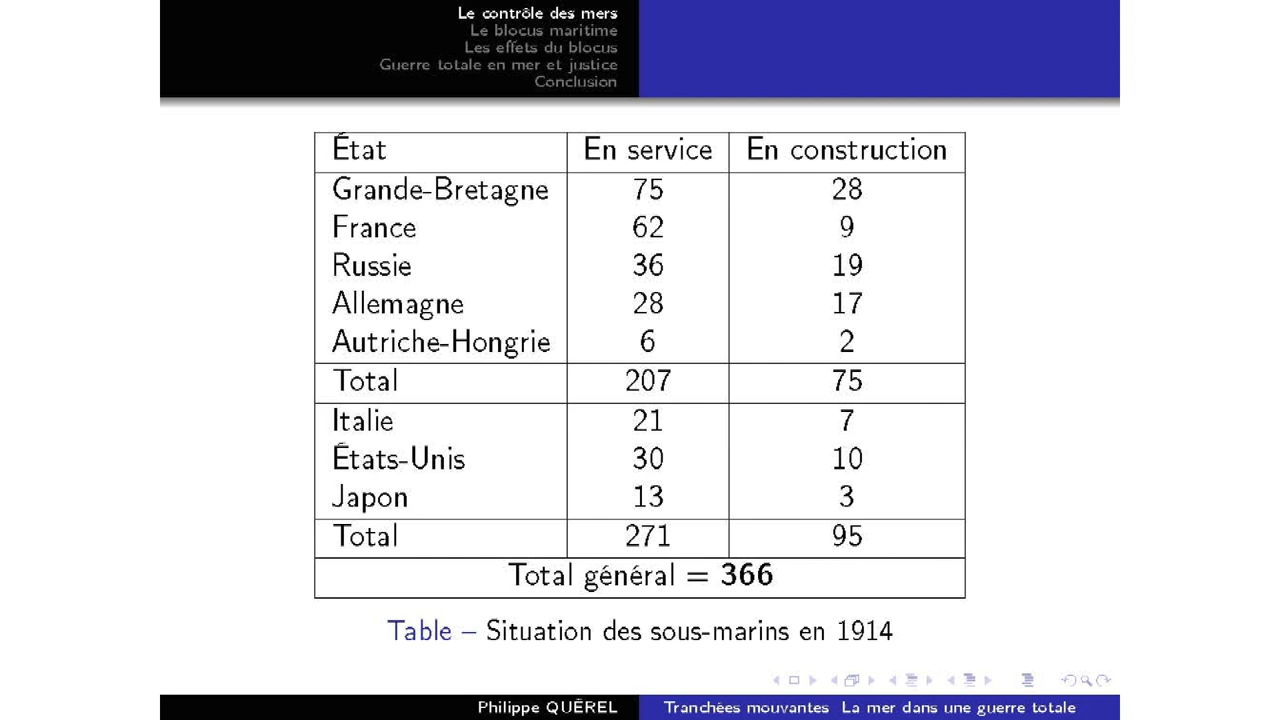 Le contrôle des mers
Le blocus maritime
Les effets du blocus
Guerre totale en mer et justice
Conclusion
État En service En construction
Grande-Bretagne 75 28
France 62 9
Russie 36 19
Allemagne 28 17
Autriche-Hongrie 6 2
Total 207 75
Italie 21 7
États-Unis 30 10
Japon 13 3
Total 271 95
Total général = 366
Table – Situation des sous-marins en 1914
Philippe QUÉREL Tranchées mouvantes La mer dans une guerre totale